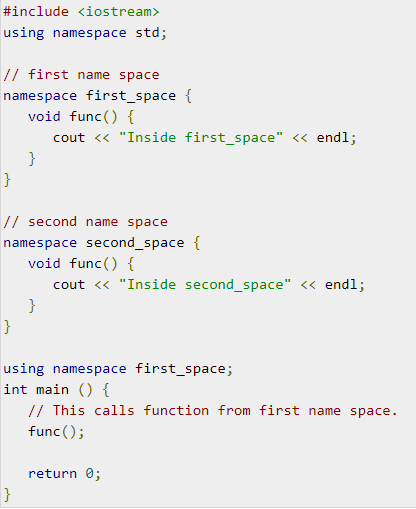 #include <iostream>
using namespace std;

// first name space
namespace first_space {
   void func() {
      cout << "Inside first_space" << endl;
   }
}

// second name space
namespace second_space {
   void func() {
      cout << "Inside second_space" << endl;
   }
}

using namespace first_space;
int main () {
   // This calls function from first name space.
   func();

   return 0;
}